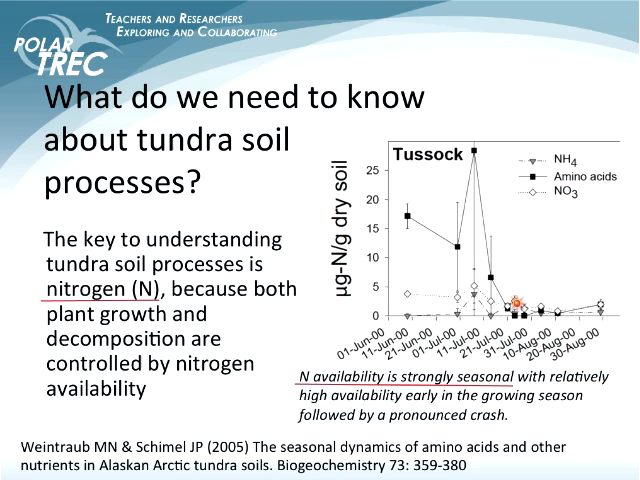 TEACHERS AND RESEARCHERS
EXPLORING AND COLLABORATING
POLAR
TREC
What do we need to know
about tundra soil
processes?
The key to understanding
tundra soil processes is
nitrogen (N), because both
plant growth and
decomposition are
controlled by nitrogen
availability
Tussock
NH4
Amino acids
NO3
µg-N/g dry soil
25
20
15
10
5
0
01-Jun-00
11-Jun-00
21-Jun-00
01-Jul-00
11-Jul-00
21-Jul-00
31-Jul-00
10-Aug-00
20-Aug-00
30-Aug-00
N availability is strongly seasonal with relatively
high availability early in the growing season
followed by a pronounced crash.
Weintraub MN & Schimel JP (2005) The seasonal dynamics of amino acids and other
nutrients in Alaskan Arctic tundra soils. Biogeochemistry 73: 359-380